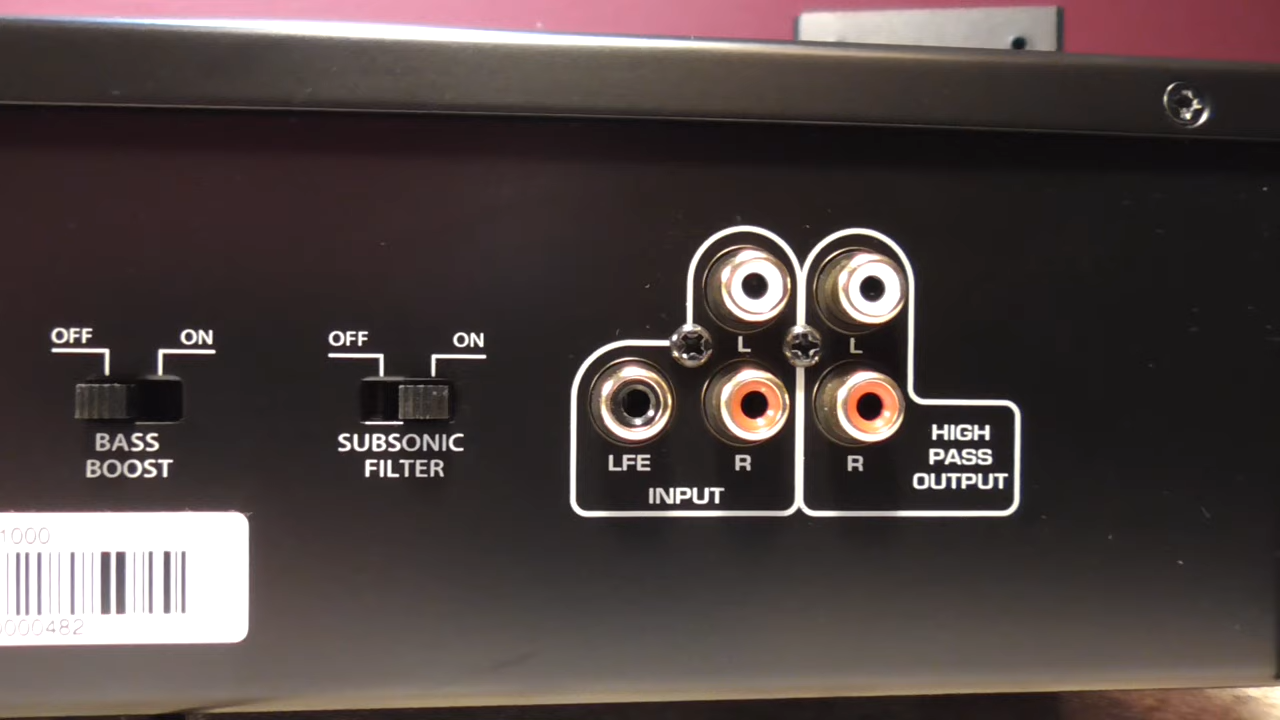 OFF ON
BASS
BOOST
OFF ON
SUBSONIC
FILTER
L
L
LFE
R
R
INPUT
HIGH
PASS
OUTPUT
1000
000482